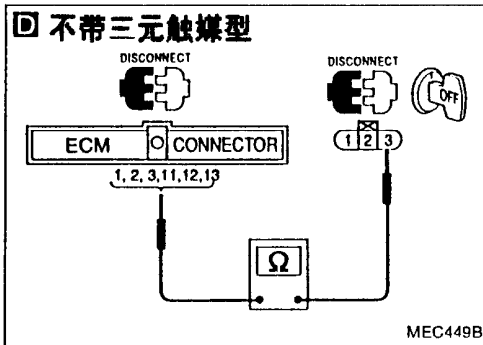 D 不带三元触媒型
DISCONNECT
DISCONNECT
OFF
ECM CONNECTOR
1 2 3
1, 2, 3,11,12,13
Ω
MEC449B